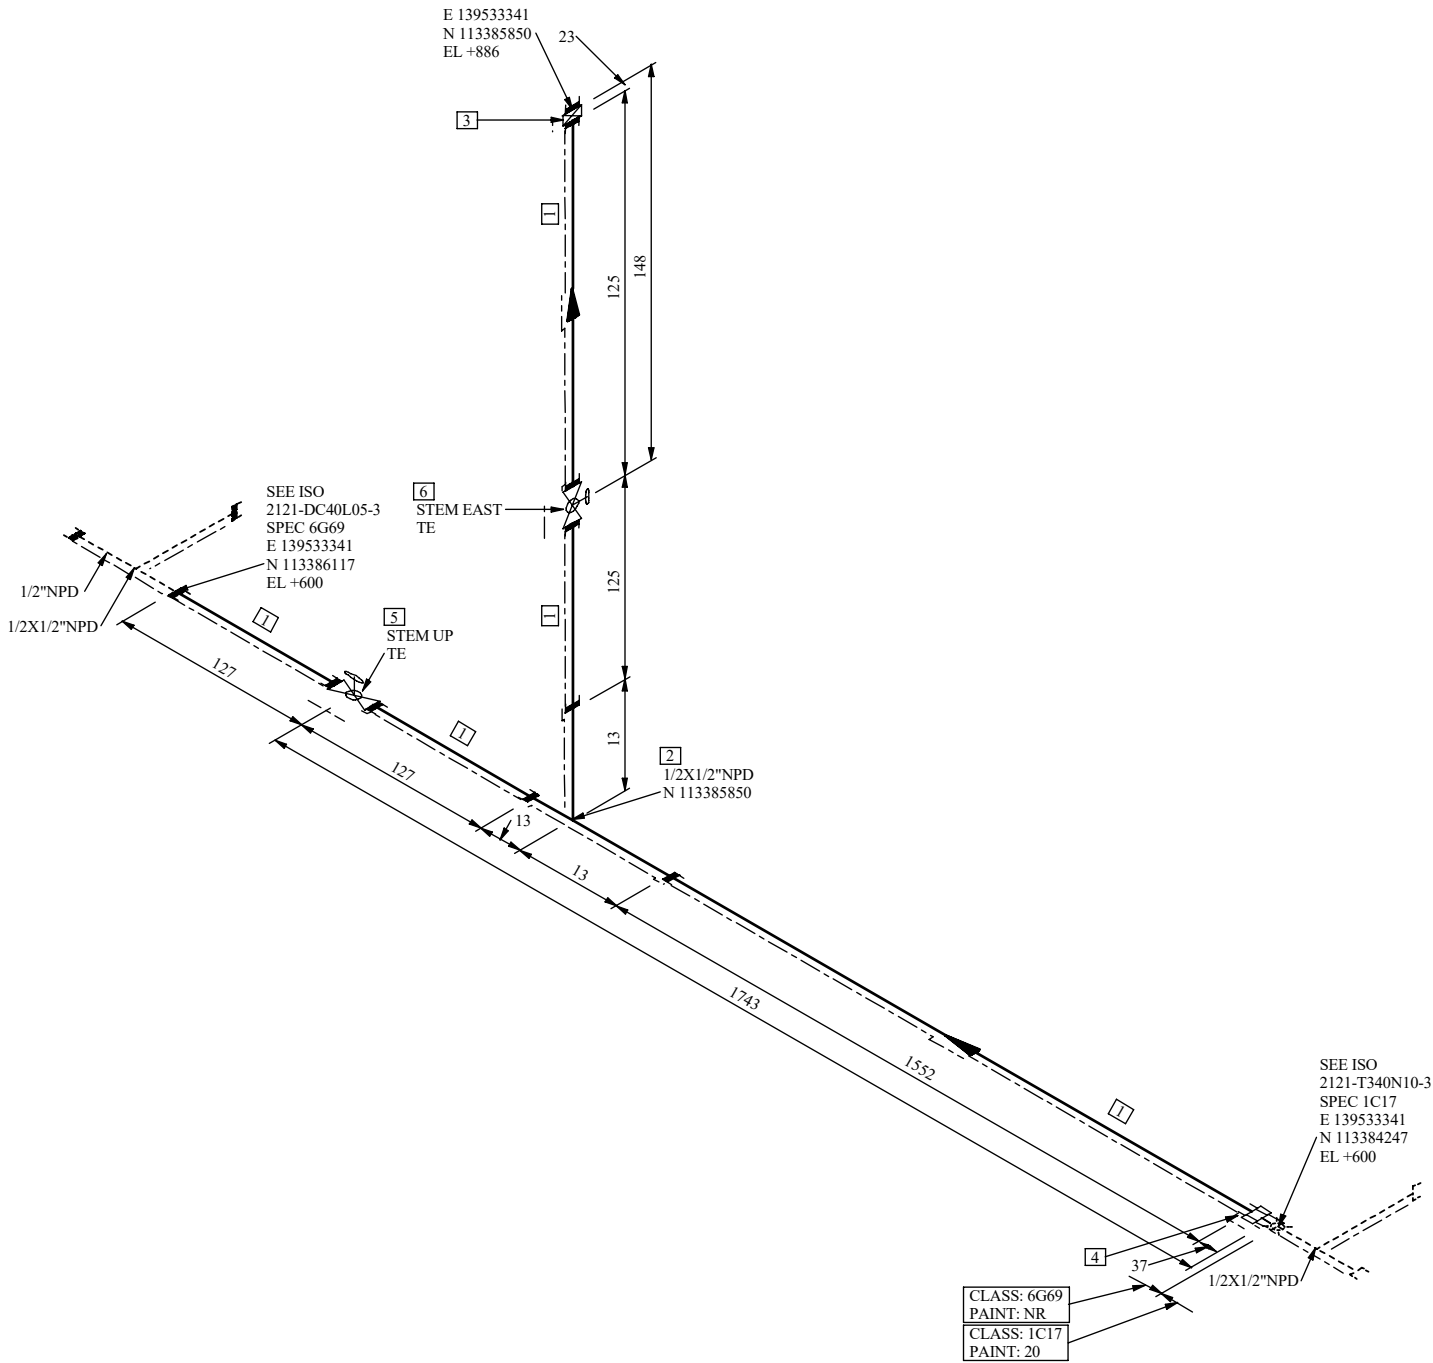 E 139533341
N 113385850
EL +886
23
3
1
125
148
SEE ISO
2121-DC40L05-3
SPEC 6G69
E 139533341
N 113386117
EL +600
6
STEM EAST
TE
1/2"NPD
1/2X1/2"NPD
1
5
STEM UP
TE
1
125
127
1
13
2
1/2X1/2"NPD
N 113385850
127
13
13
1743
1552
1
SEE ISO
2121-T340N10-3
SPEC 1C17
E 139533341
N 113384247
EL +600
4
37
1/2X1/2"NPD
CLASS: 6G69
PAINT: NR
CLASS: 1C17
PAINT: 20